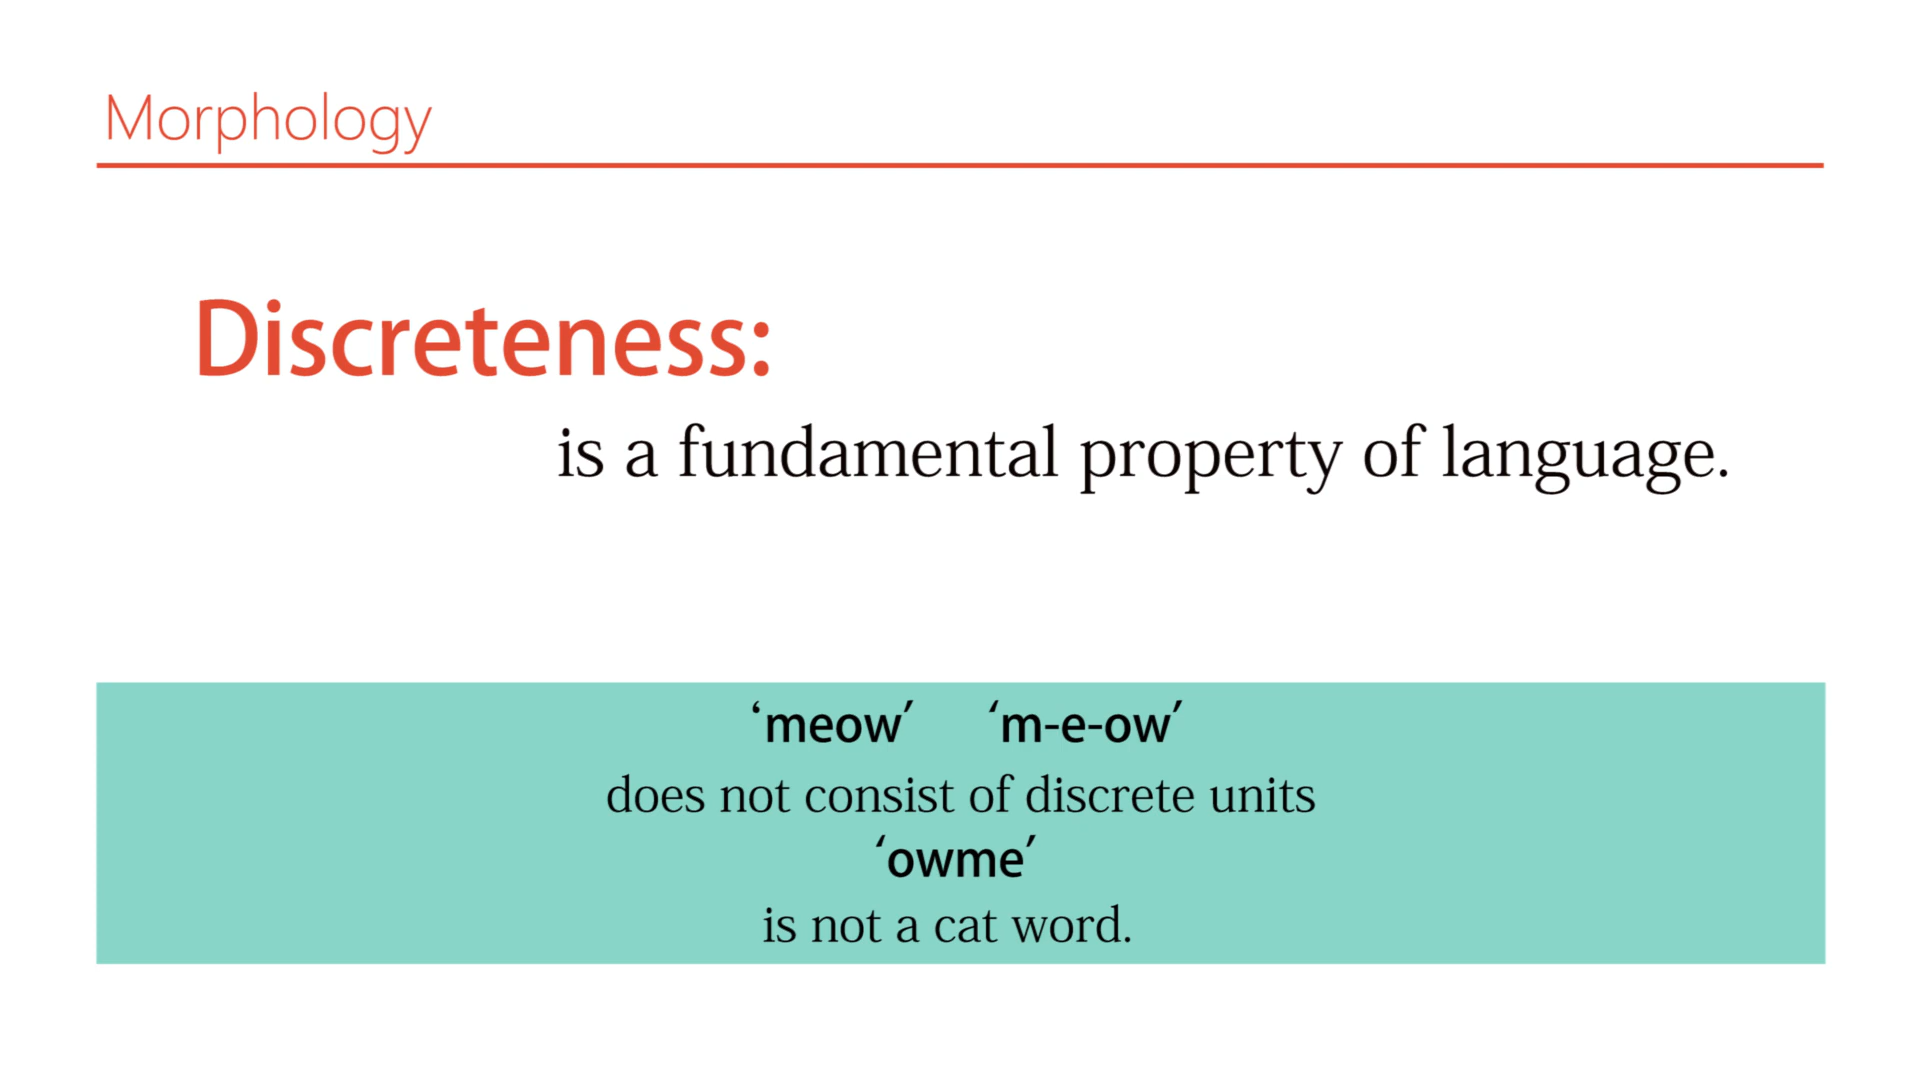 Morphology
Discreteness:
is a fundamental property of language.
‘meow’ ‘m-e-ow’
does not consist of discrete units
‘owme’
is not a cat word.